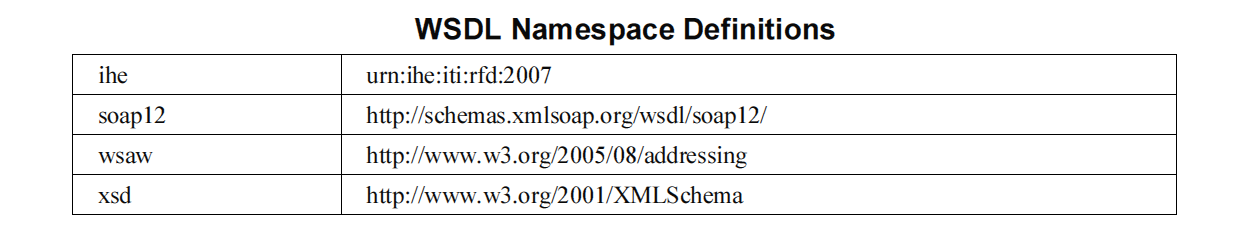 WSDL Namespace Definitions
ihe urn:ihe:iti:rfd:2007
soap12 http://schemas.xmlsoap.org/wsdl/soap12/
wsaw http://www.w3.org/2005/08/addressing
xsd http://www.w3.org/2001/XMLSchema